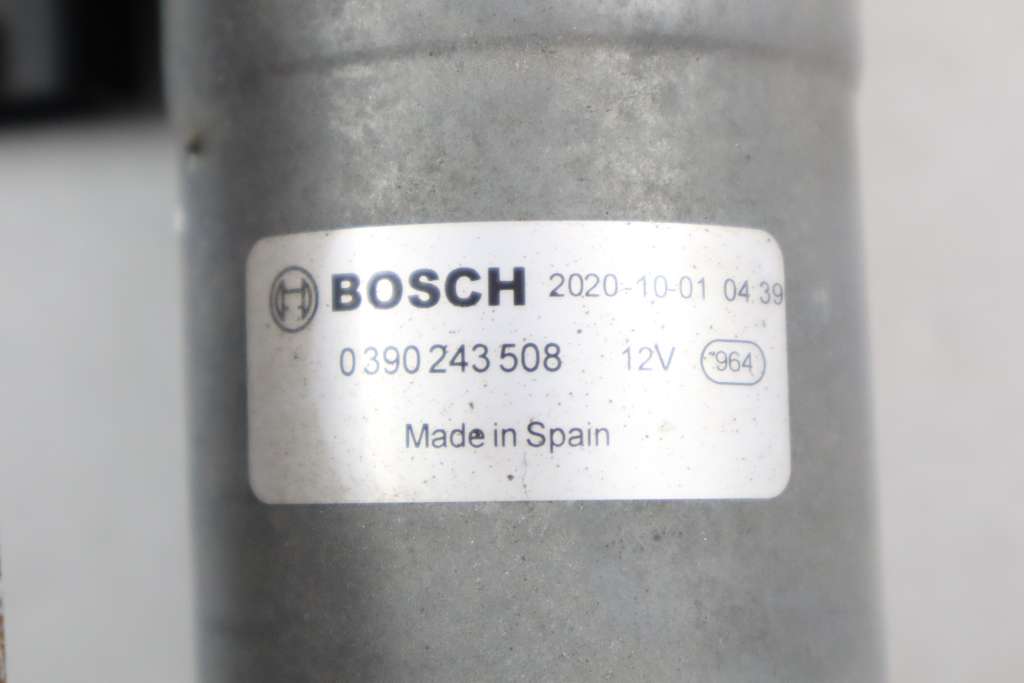 BOSCH 2020-10-01 04:39
0 390 243 508 12V 964
Made in Spain